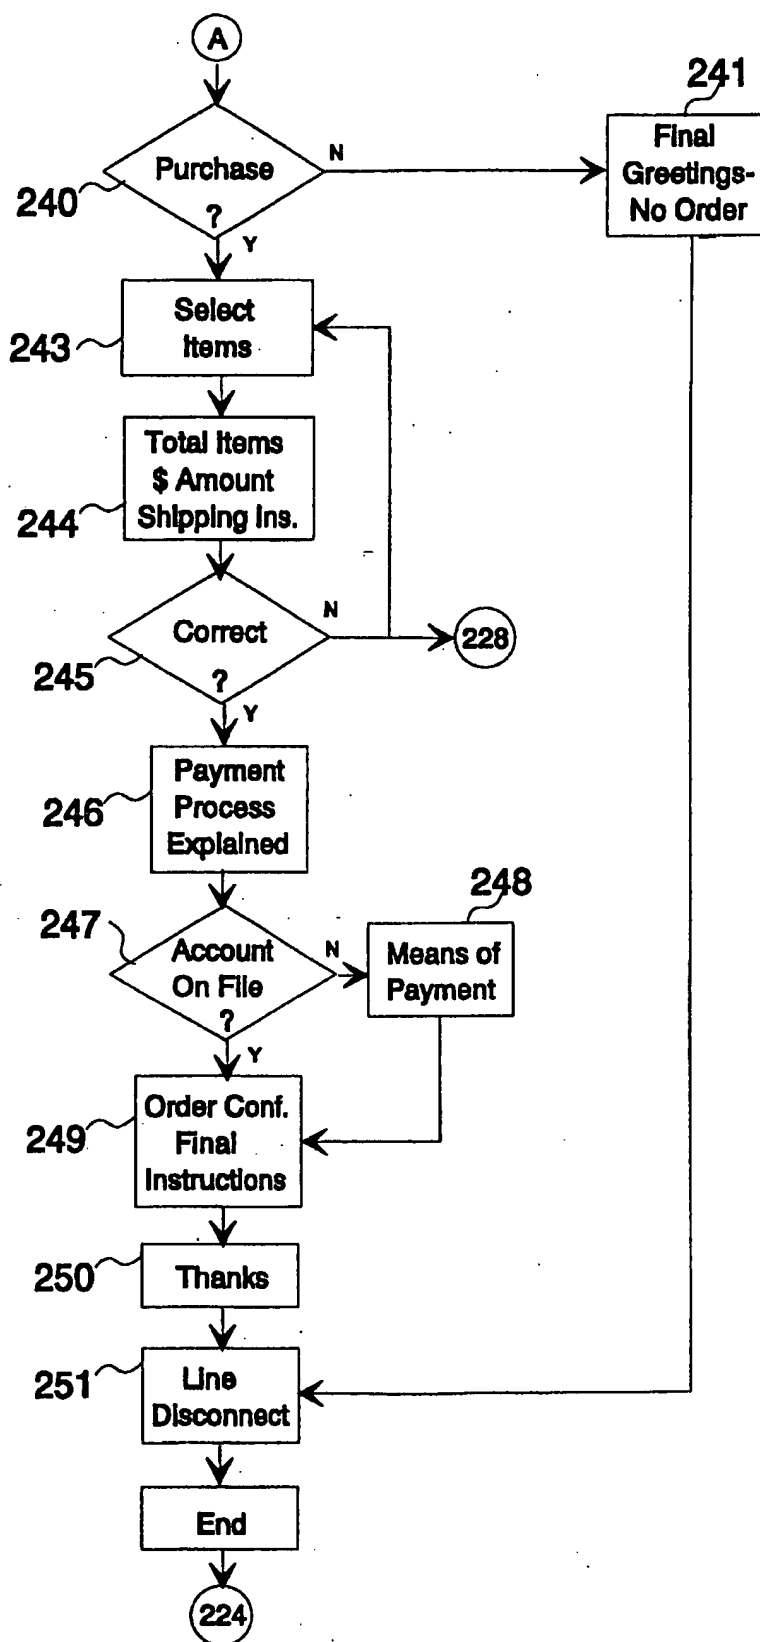 A
241
Purchase
?
N
Final
Greetings-
No Order
240
Y
Select
Items
243
Total Items
$ Amount
Shipping Ins.
244
Correct
?
N
228
245
Y
Payment
Process
Explained
246
248
247
Account
On File
?
N
Means of
Payment
Y
Order Conf.
Final
Instructions
249
250
Thanks
251
Line
Disconnect
End
224